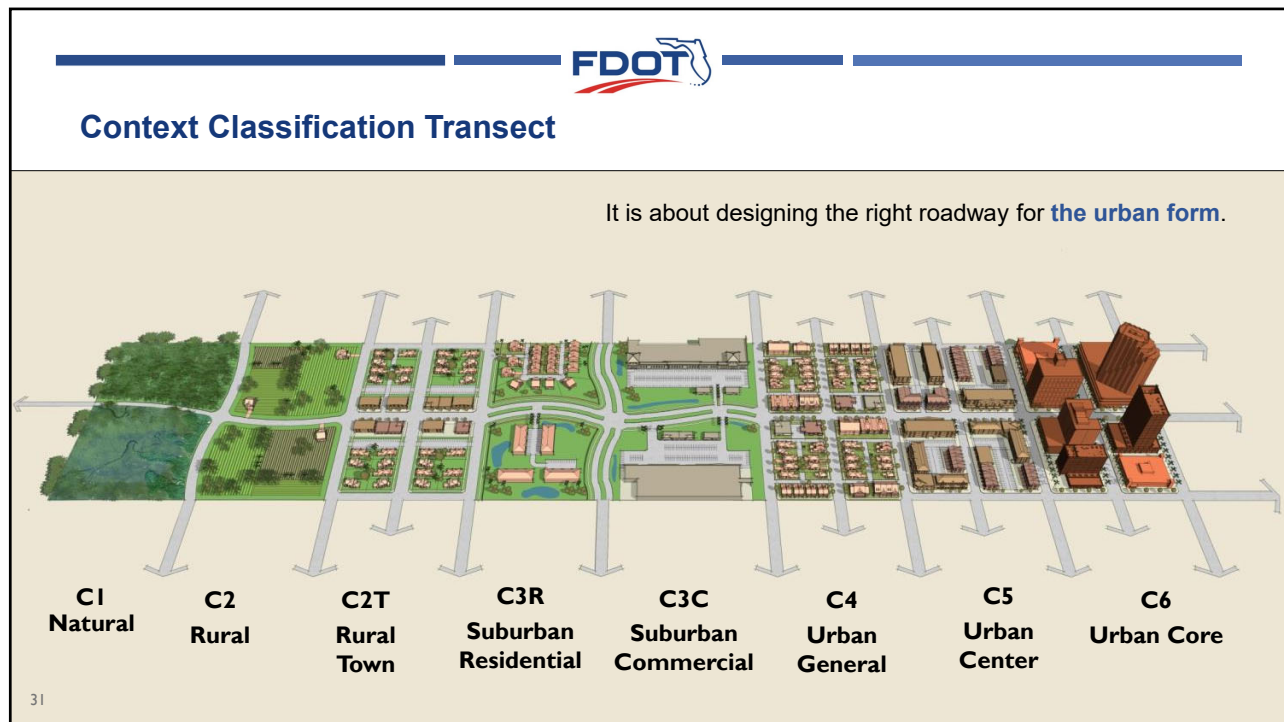 FDOT
Context Classification Transect
It is about designing the right roadway for the urban form.
C1
Natural
C2
Rural
C2T
Rural
Town
C3R
Suburban
Residential
C3C
Suburban
Commercial
C4
Urban
General
C5
Urban
Center
C6
Urban Core
31